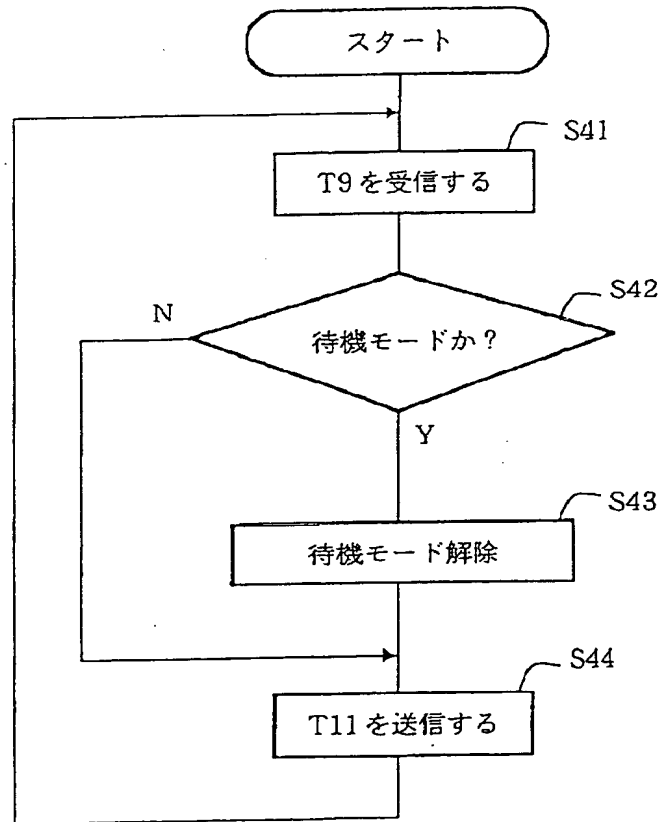 スタート
S41
T9を受信する
S42
N
待機モードか?
Y
S43
待機モード解除
S44
T11を送信する